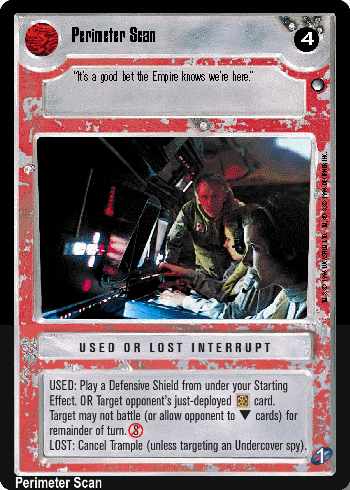 Perimeter Scan
4
"It's a good bet the Empire knows we're here."
USED OR LOST INTERRUPT
USED: Play a Defensive Shield from under your Starting
Effect. OR Target opponent's just-deployed card.
Target may not battle (or allow opponent to ▼ cards) for
remainder of turn.
LOST: Cancel Trample (unless targeting an Undercover spy).
1
Perimeter Scan